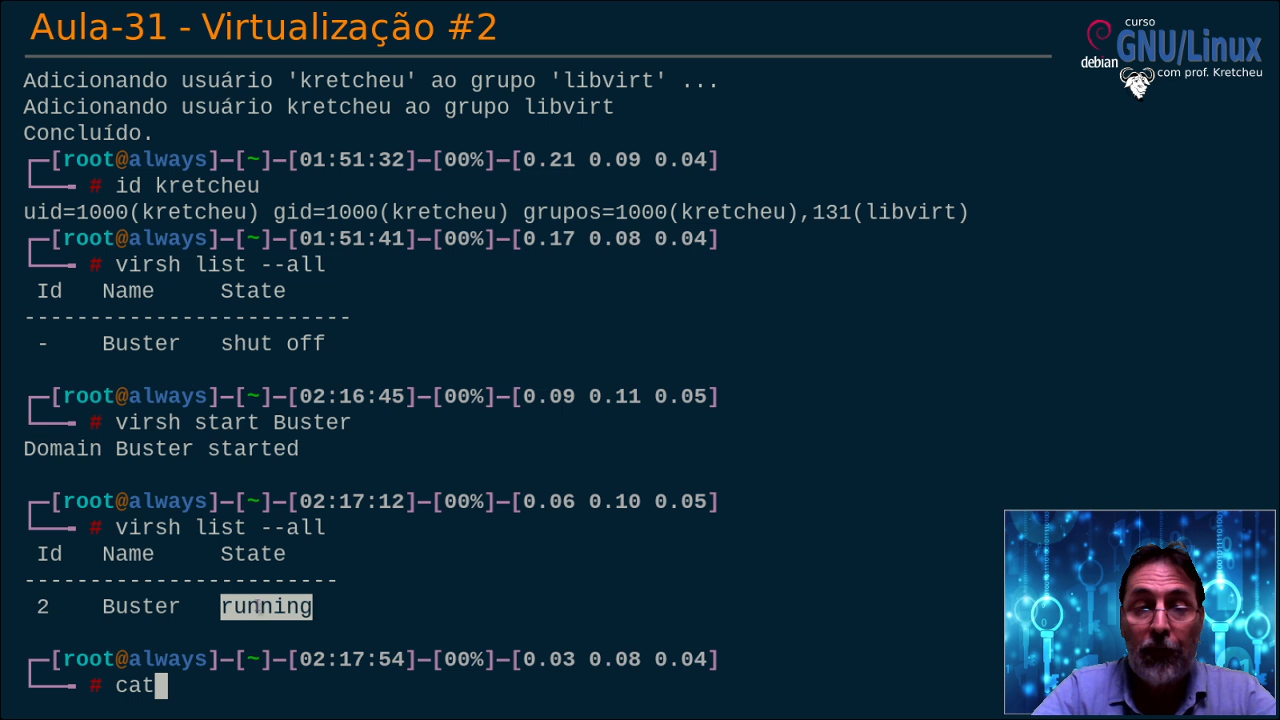 Aula-31 - Virtualização #2
curso
GNU/Linux
debian
com prof. Kretcheu
Adicionando usuário 'kretcheu' ao grupo 'libvirt' ...
Adicionando usuário kretcheu ao grupo libvirt
Concluído.
┌─[root@always]─[~]─[01:51:32]─[00%]─[0.21 0.09 0.04]
└──╼ # id kretcheu
uid=1000(kretcheu) gid=1000(kretcheu) grupos=1000(kretcheu),131(libvirt)
┌─[root@always]─[~]─[01:51:41]─[00%]─[0.17 0.08 0.04]
└──╼ # virsh list --all
Id Name State
-------------------------
- Buster shut off
┌─[root@always]─[~]─[02:16:45]─[00%]─[0.09 0.11 0.05]
└──╼ # virsh start Buster
Domain Buster started
┌─[root@always]─[~]─[02:17:12]─[00%]─[0.06 0.10 0.05]
└──╼ # virsh list --all
Id Name State
------------------------
2 Buster running
┌─[root@always]─[~]─[02:17:54]─[00%]─[0.03 0.08 0.04]
└──╼ # cat